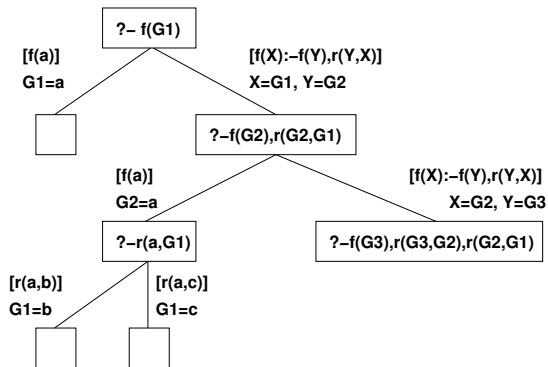 ?– f(G1)
[f(a)]
G1=a
[f(X):–f(Y),r(Y,X)]
X=G1, Y=G2
?–f(G2),r(G2,G1)
[f(a)]
G2=a
[f(X):–f(Y),r(Y,X)]
X=G2, Y=G3
?–r(a,G1)
?–f(G3),r(G3,G2),r(G2,G1)
[r(a,b)]
G1=b
[r(a,c)]
G1=c